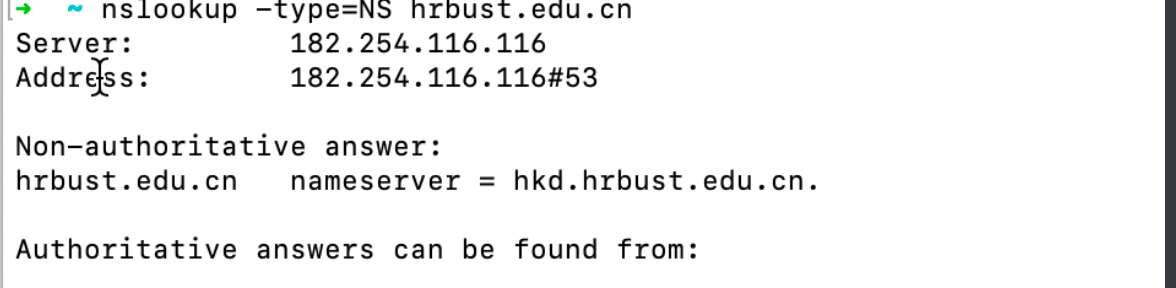 [→ ~ nslookup -type=NS hrbust.edu.cn
Server: 182.254.116.116
Address: 182.254.116.116#53
Non-authoritative answer:
hrbust.edu.cn nameserver = hkd.hrbust.edu.cn.
Authoritative answers can be found from: